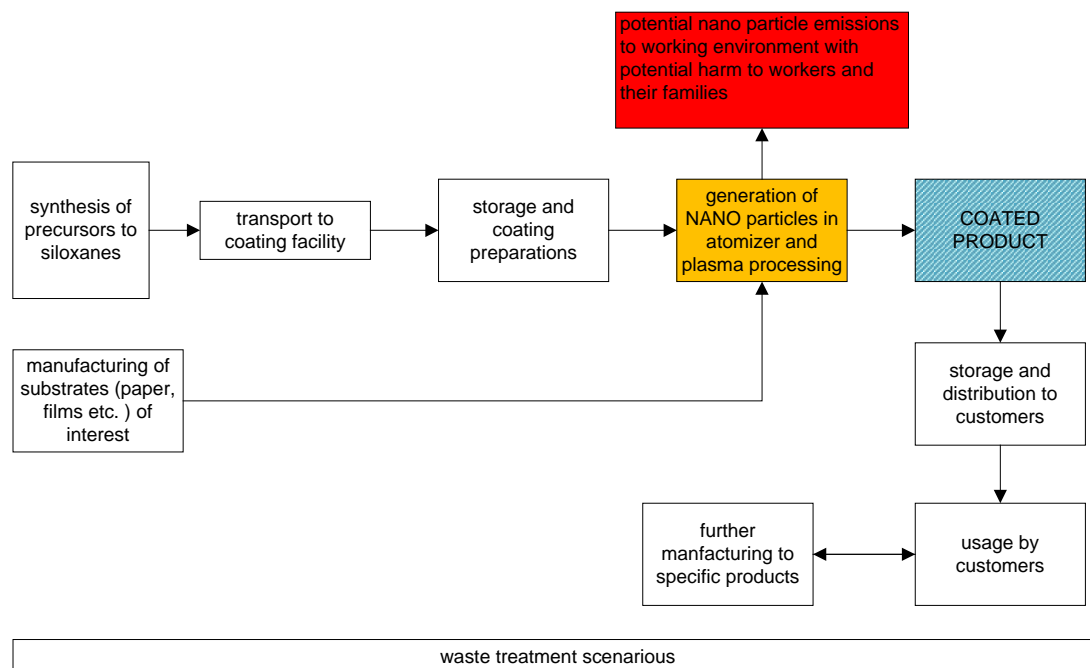 potential nano particle emissions
to working environment with
potential harm to workers and
their families
synthesis of
precursors to
siloxanes
transport to
coating facility
storage and
coating
preparations
generation of
NANO particles in
atomizer and
plasma processing
COATED
PRODUCT
manufacturing of
substrates (paper,
films etc. ) of
interest
storage and
distribution to
customers
further
manfacturing to
specific products
usage by
customers
waste treatment scenarious